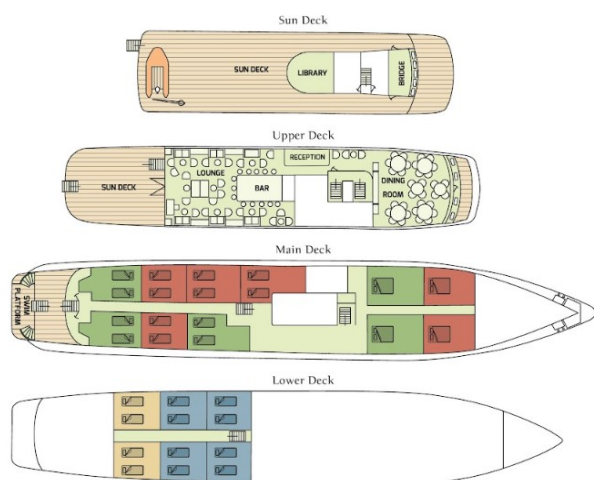 Sun Deck
SUN DECK
LIBRARY
BRIDGE
Upper Deck
SUN DECK
LOUNGE
BAR
RECEPTION
DINING
ROOM
Main Deck
SWIM
PLATFORM
Lower Deck